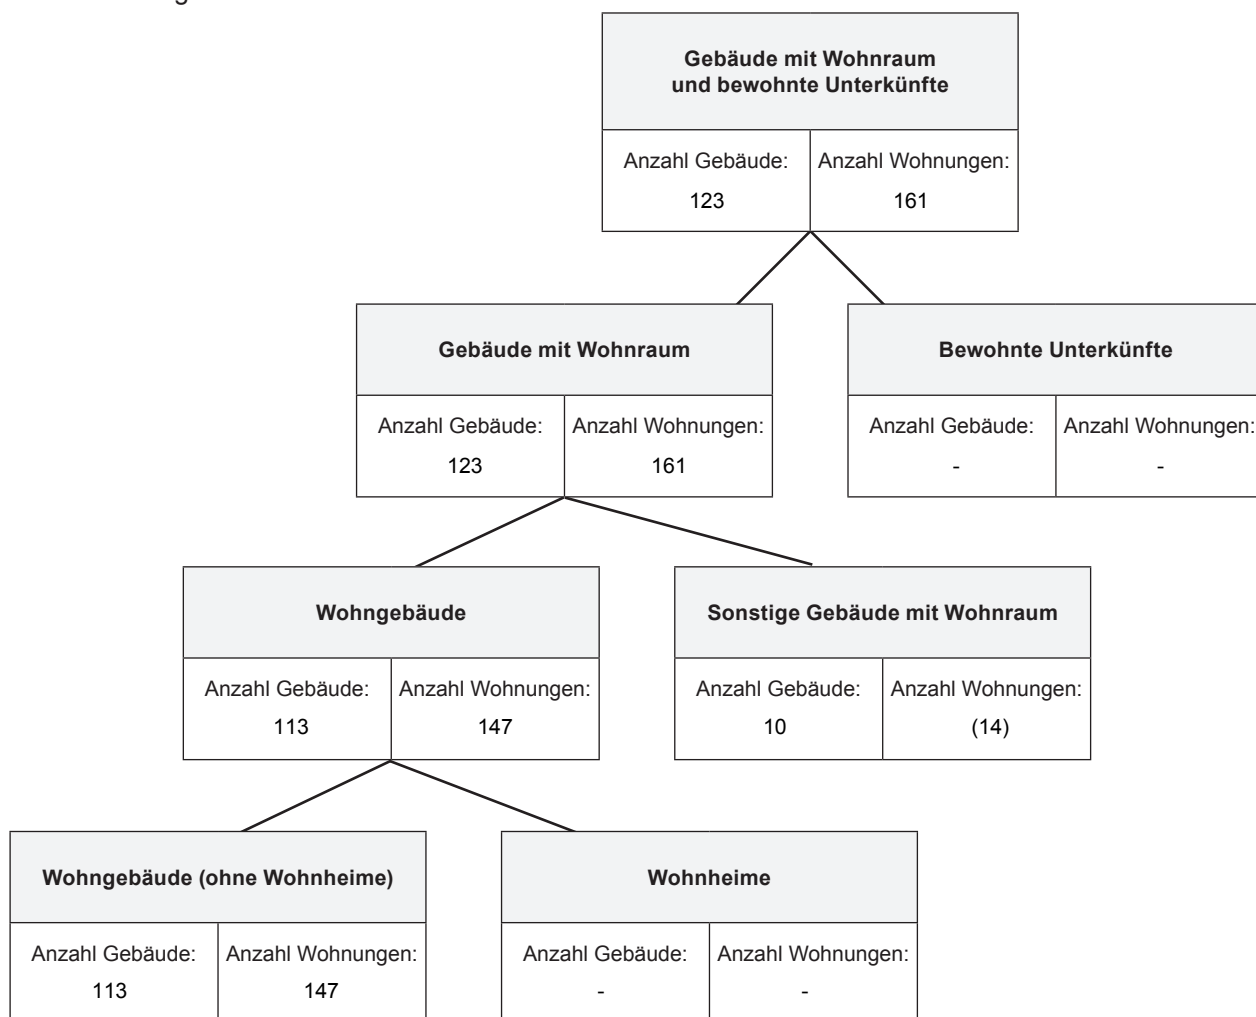 Gebäude mit Wohnraum
und bewohnte Unterkünfte
Anzahl Gebäude: Anzahl Wohnungen:
123 161
Gebäude mit Wohnraum Bewohnte Unterkünfte
Anzahl Gebäude: Anzahl Wohnungen: Anzahl Gebäude: Anzahl Wohnungen:
123 161 - -
Wohngebäude Sonstige Gebäude mit Wohnraum
Anzahl Gebäude: Anzahl Wohnungen: Anzahl Gebäude: Anzahl Wohnungen:
113 147 10 (14)
Wohngebäude (ohne Wohnheime) Wohnheime
Anzahl Gebäude: Anzahl Wohnungen: Anzahl Gebäude: Anzahl Wohnungen:
113 147 - -